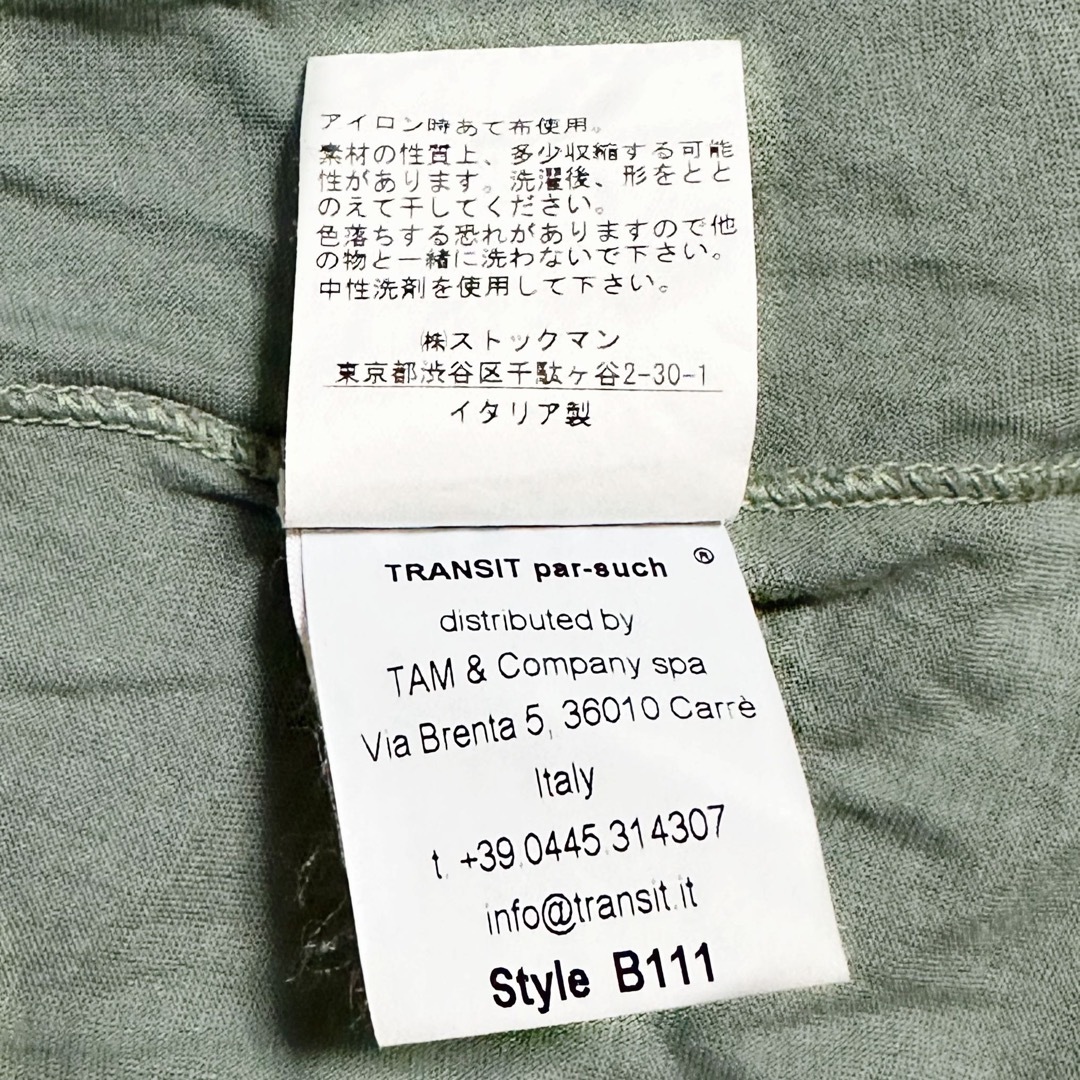 アイロン時あて布使用。
素材の性質上、多少収縮する可能
性があります。洗濯後、形をとと
のえて干してください。
色落ちする恐れがありますので他
の物と一緒に洗わないで下さい。
中性洗剤を使用して下さい。
㈱ストックマン
東京都渋谷区千駄ヶ谷2-30-1
イタリア製
TRANSIT par-such ®
distributed by
TAM & Company spa
Via Brenta 5, 36010 Carrè
Italy
t. +39.0445.314307
info@transit.it
Style B111